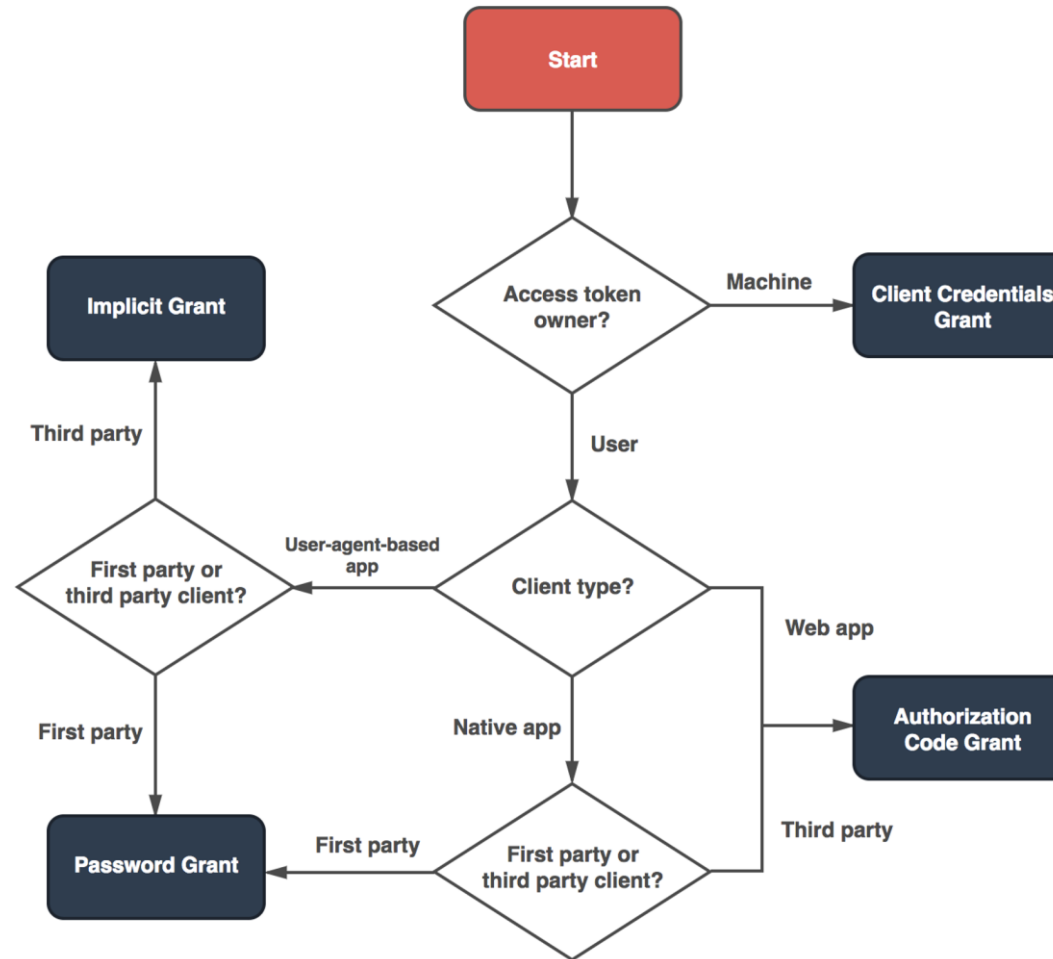 Start
Access token
owner?
Machine
Client Credentials
Grant
Implicit Grant
Third party
User
User-agent-based
app
First party or
third party client?
Client type?
Web app
First party
Native app
Authorization
Code Grant
Third party
Password Grant
First party
First party or
third party client?